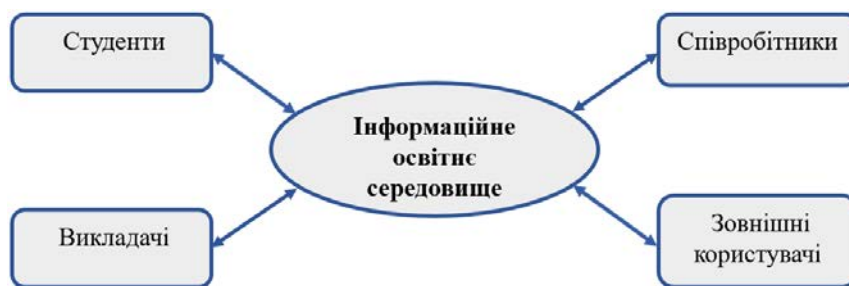 Студенти
Співробітники
Інформаційне
освітнє
середовище
Викладачі
Зовнішні
користувачі